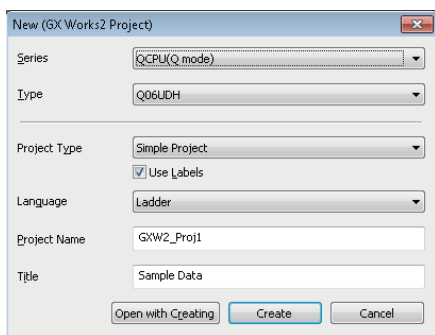 New (GX Works2 Project)
Series QCPU(Q mode)
Type Q06UDH
Project Type Simple Project
Use Labels
Language Ladder
Project Name GXW2_Proj1
Title Sample Data
Open with Creating Create Cancel